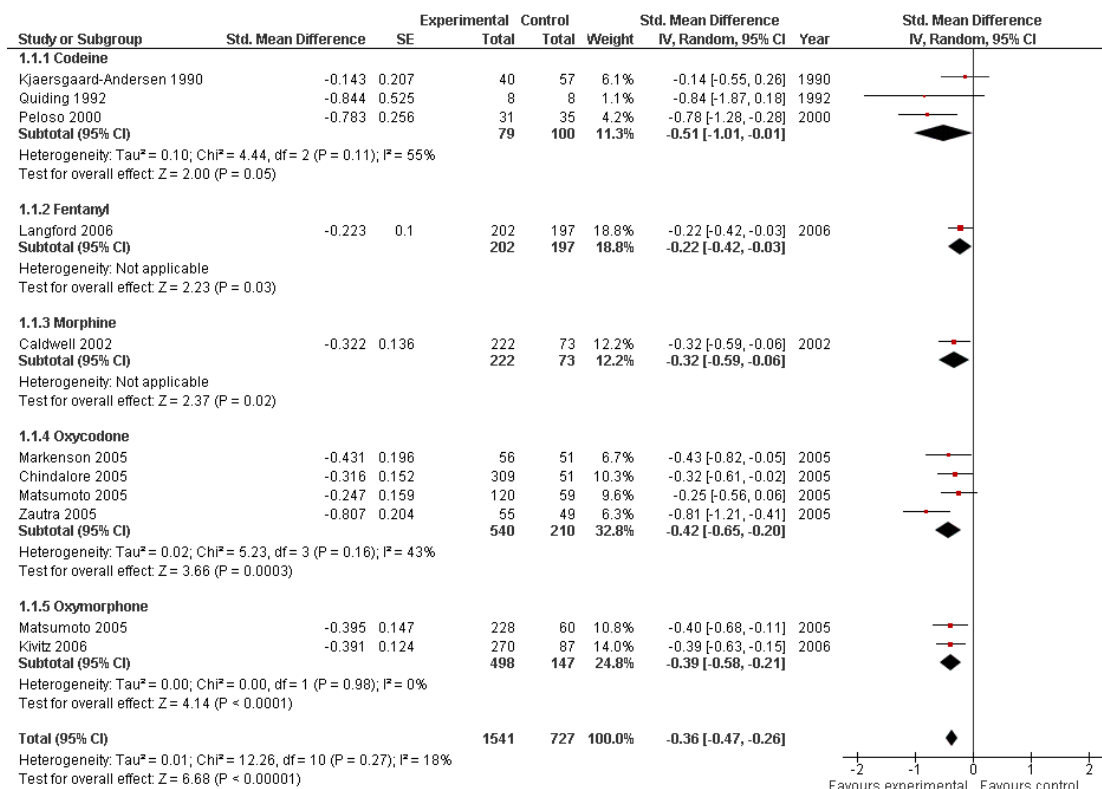 Experimental Control Std. Mean Difference Std. Mean Difference
Study or Subgroup Std. Mean Difference SE Total Total Weight IV, Random, 95% CI Year IV, Random, 95% CI
1.1.1 Codeine
Kjaersgaard-Andersen 1990 -0.143 0.207 40 57 6.1% -0.14 [-0.55, 0.26] 1990
Quiding 1992 -0.844 0.525 8 8 1.1% -0.84 [-1.87, 0.18] 1992
Peloso 2000 -0.783 0.256 31 35 4.2% -0.78 [-1.28, -0.28] 2000
Subtotal (95% CI) 79 100 11.3% -0.51 [-1.01, -0.01]
Heterogeneity: Tau² = 0.10; Chi² = 4.44, df = 2 (P = 0.11); I² = 55%
Test for overall effect: Z = 2.00 (P = 0.05)
1.1.2 Fentanyl
Langford 2006 -0.223 0.1 202 197 18.8% -0.22 [-0.42, -0.03] 2006
Subtotal (95% CI) 202 197 18.8% -0.22 [-0.42, -0.03]
Heterogeneity: Not applicable
Test for overall effect: Z = 2.23 (P = 0.03)
1.1.3 Morphine
Caldwell 2002 -0.322 0.136 222 73 12.2% -0.32 [-0.59, -0.06] 2002
Subtotal (95% CI) 222 73 12.2% -0.32 [-0.59, -0.06]
Heterogeneity: Not applicable
Test for overall effect: Z = 2.37 (P = 0.02)
1.1.4 Oxycodone
Markenson 2005 -0.431 0.196 56 51 6.7% -0.43 [-0.82, -0.05] 2005
Chindalore 2005 -0.316 0.152 309 51 10.3% -0.32 [-0.61, -0.02] 2005
Matsumoto 2005 -0.247 0.159 120 59 9.6% -0.25 [-0.56, 0.06] 2005
Zautra 2005 -0.807 0.204 55 49 6.3% -0.81 [-1.21, -0.41] 2005
Subtotal (95% CI) 540 210 32.8% -0.42 [-0.65, -0.20]
Heterogeneity: Tau² = 0.02; Chi² = 5.23, df = 3 (P = 0.16); I² = 43%
Test for overall effect: Z = 3.66 (P = 0.0003)
1.1.5 Oxymorphone
Matsumoto 2005 -0.395 0.147 228 60 10.8% -0.40 [-0.68, -0.11] 2005
Kivitz 2006 -0.391 0.124 270 87 14.0% -0.39 [-0.63, -0.15] 2006
Subtotal (95% CI) 498 147 24.8% -0.39 [-0.58, -0.21]
Heterogeneity: Tau² = 0.00; Chi² = 0.00, df = 1 (P = 0.98); I² = 0%
Test for overall effect: Z = 4.14 (P < 0.0001)
Total (95% CI) 1541 727 100.0% -0.36 [-0.47, -0.26]
Heterogeneity: Tau² = 0.01; Chi² = 12.26, df = 10 (P = 0.27); I² = 18%
Test for overall effect: Z = 6.68 (P < 0.00001)
-2 -1 0 1 2
Favours experimental Favours control